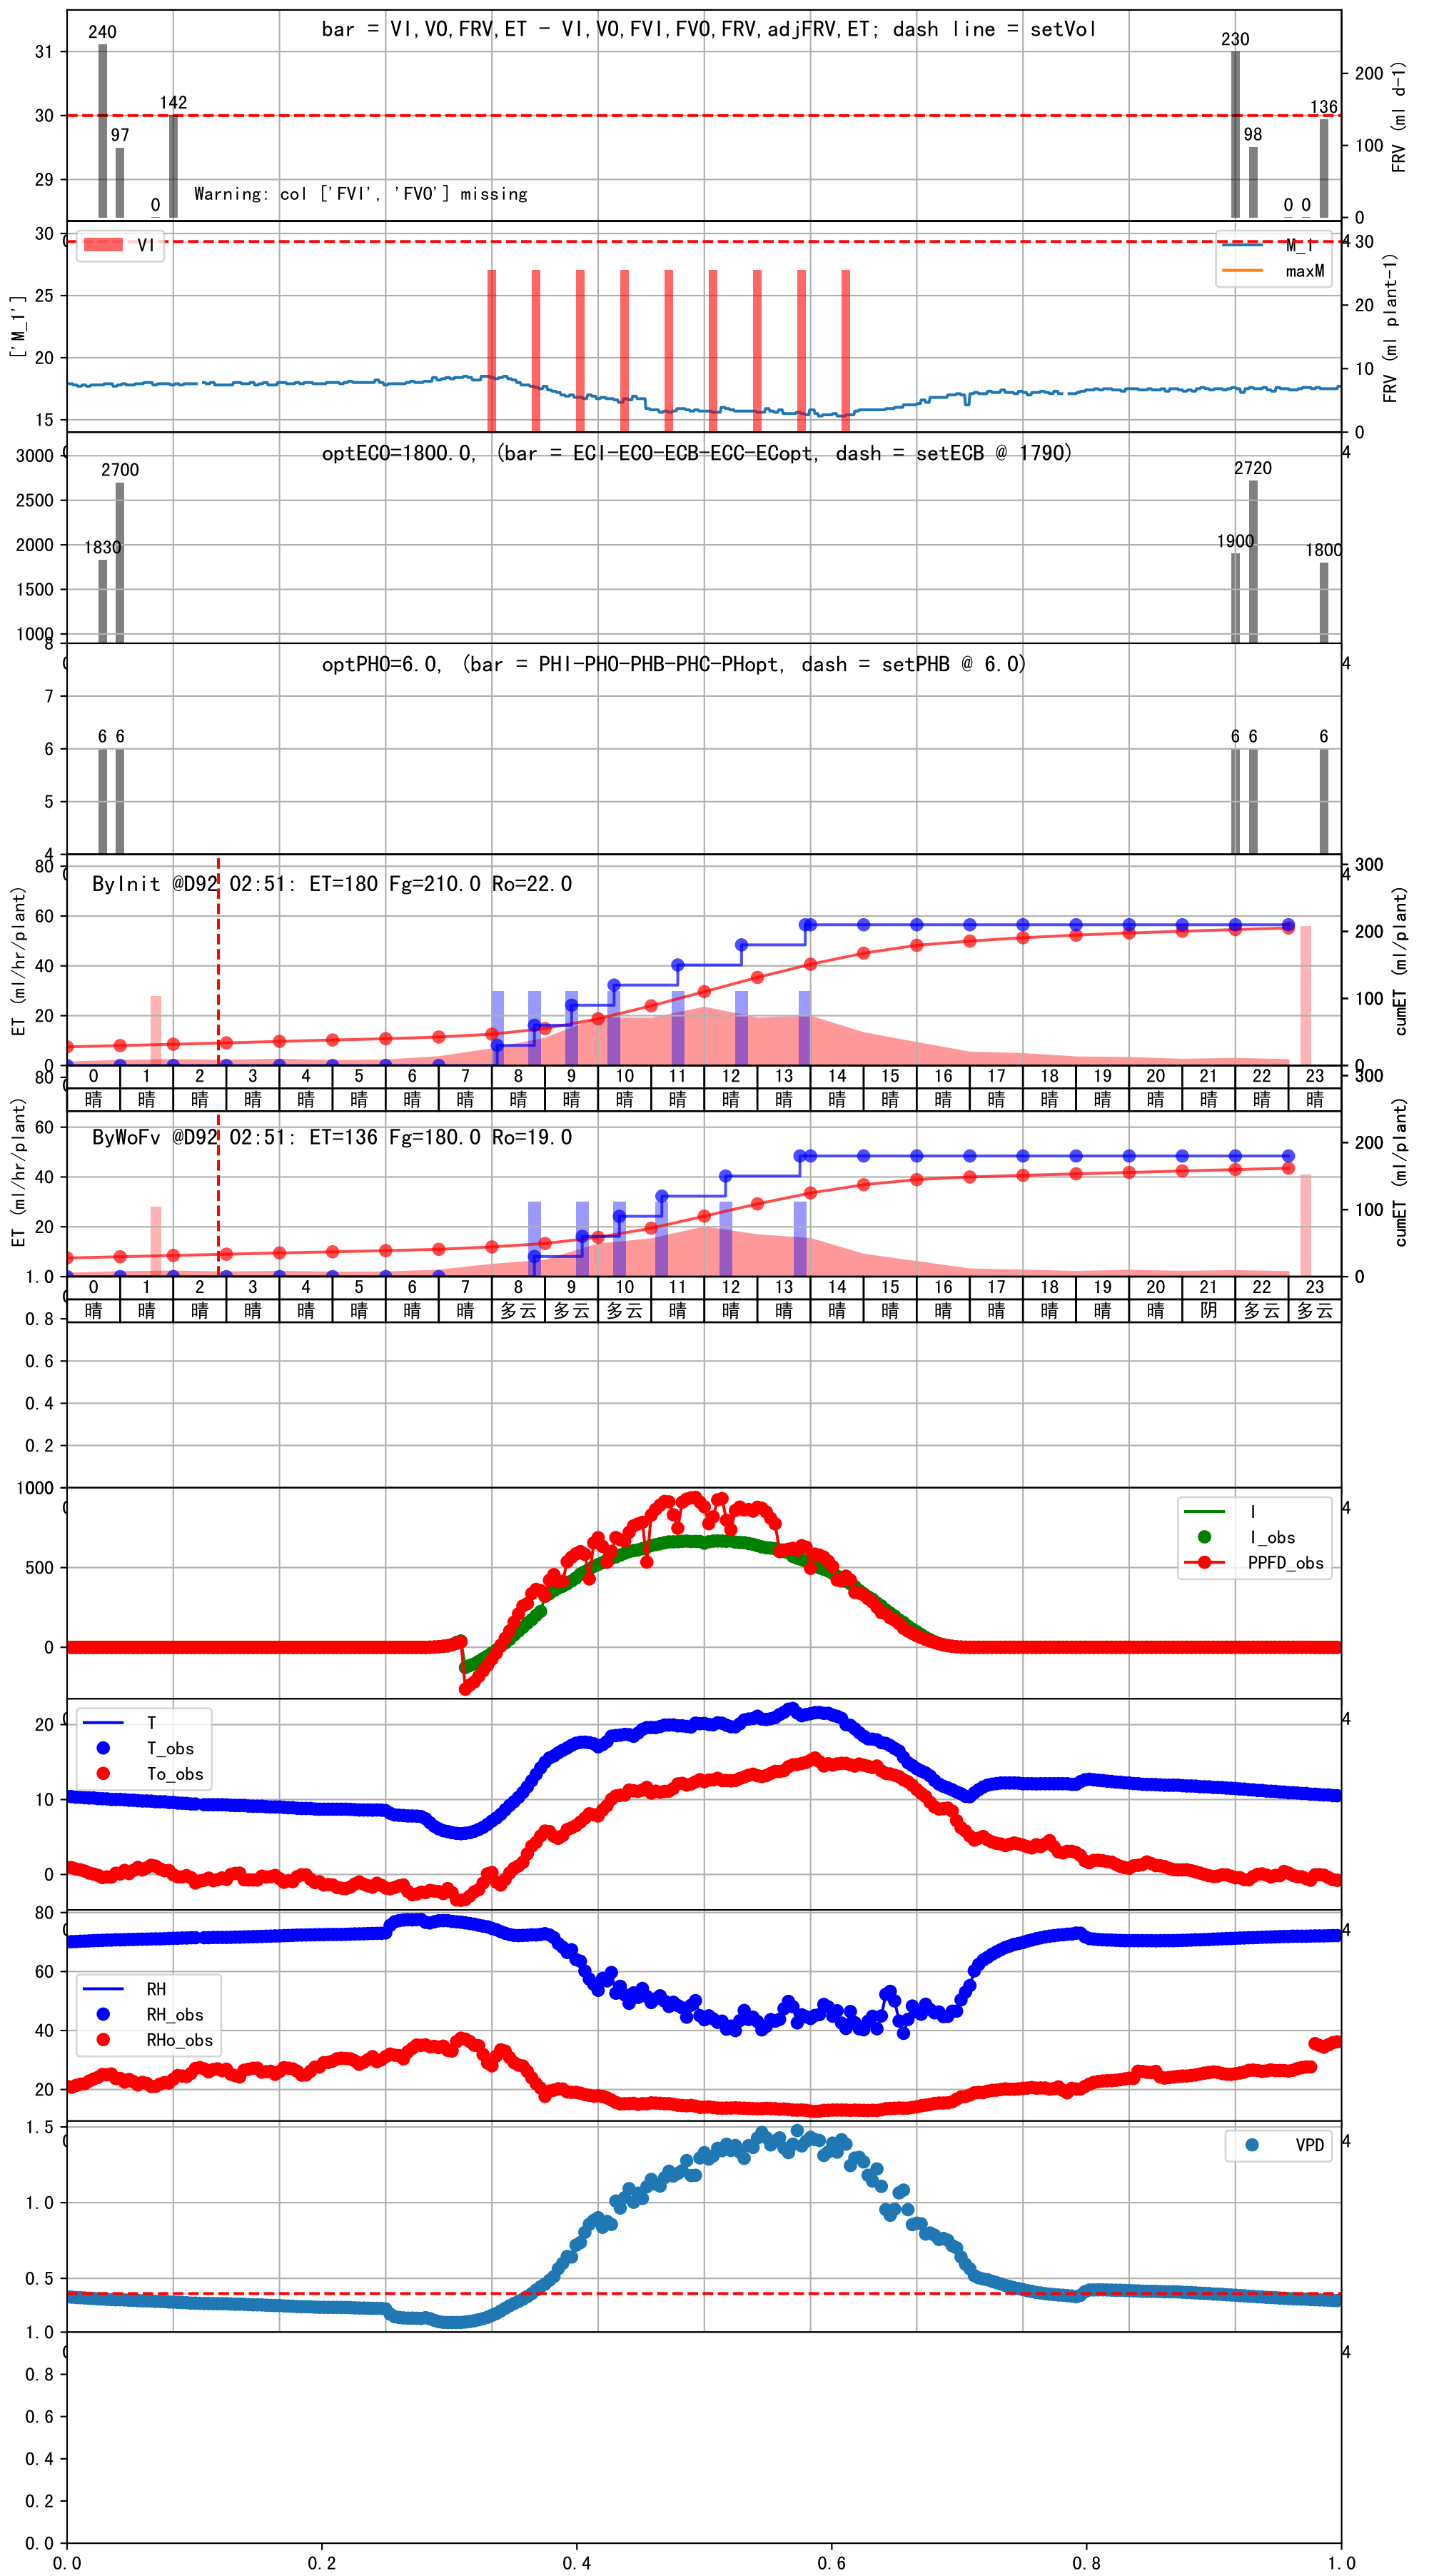 bar = VI,VO,FRV,ET - VI,VO,FVI,FVO,FRV,adjFRV,ET; dash line = setVol
240
97
0
142
230
98
0 0
136
31
30
29
200
100
0
FRV (ml d-1)
Warning: col ['FVI', 'FVO'] missing
VI
M_1
maxM
30
25
20
15
['M_1']
30
20
10
0
FRV (ml plant-1)
optECO=1800.0, (bar = ECI-ECO-ECB-ECC-ECopt, dash = setECB @ 1790)
3000
2500
2000
1500
1000
1830
2700
1900
2720
1800
optPHO=6.0, (bar = PHI-PHO-PHB-PHC-PHopt, dash = setPHB @ 6.0)
8
7
6
5
4
6 6
6 6
6
ByInit @D92 02:51: ET=180 Fg=210.0 Ro=22.0
80
60
40
20
0
ET (ml/hr/plant)
300
200
100
0
cumET (ml/plant)
0 1 2 3 4 5 6 7 8 9 10 11 12 13 14 15 16 17 18 19 20 21 22 23
晴 晴 晴 晴 晴 晴 晴 晴 晴 晴 晴 晴 晴 晴 晴 晴 晴 晴 晴 晴 晴 晴 晴 晴
ByWoFv @D92 02:51: ET=136 Fg=180.0 Ro=19.0
80
60
40
20
ET (ml/hr/plant)
300
200
100
0
cumET (ml/plant)
0 1 2 3 4 5 6 7 8 9 10 11 12 13 14 15 16 17 18 19 20 21 22 23
晴 晴 晴 晴 晴 晴 晴 晴 多云 多云 多云 晴 晴 晴 晴 晴 晴 晴 晴 晴 晴 阴 多云 多云
1.0
0.8
0.6
0.4
0.2
1000
500
0
I
I_obs
PPFD_obs
20
10
0
T
T_obs
To_obs
80
60
40
20
RH
RH_obs
RHo_obs
1.5
1.0
0.5
VPD
1.0
0.8
0.6
0.4
0.2
0.0
0.0 0.2 0.4 0.6 0.8 1.0